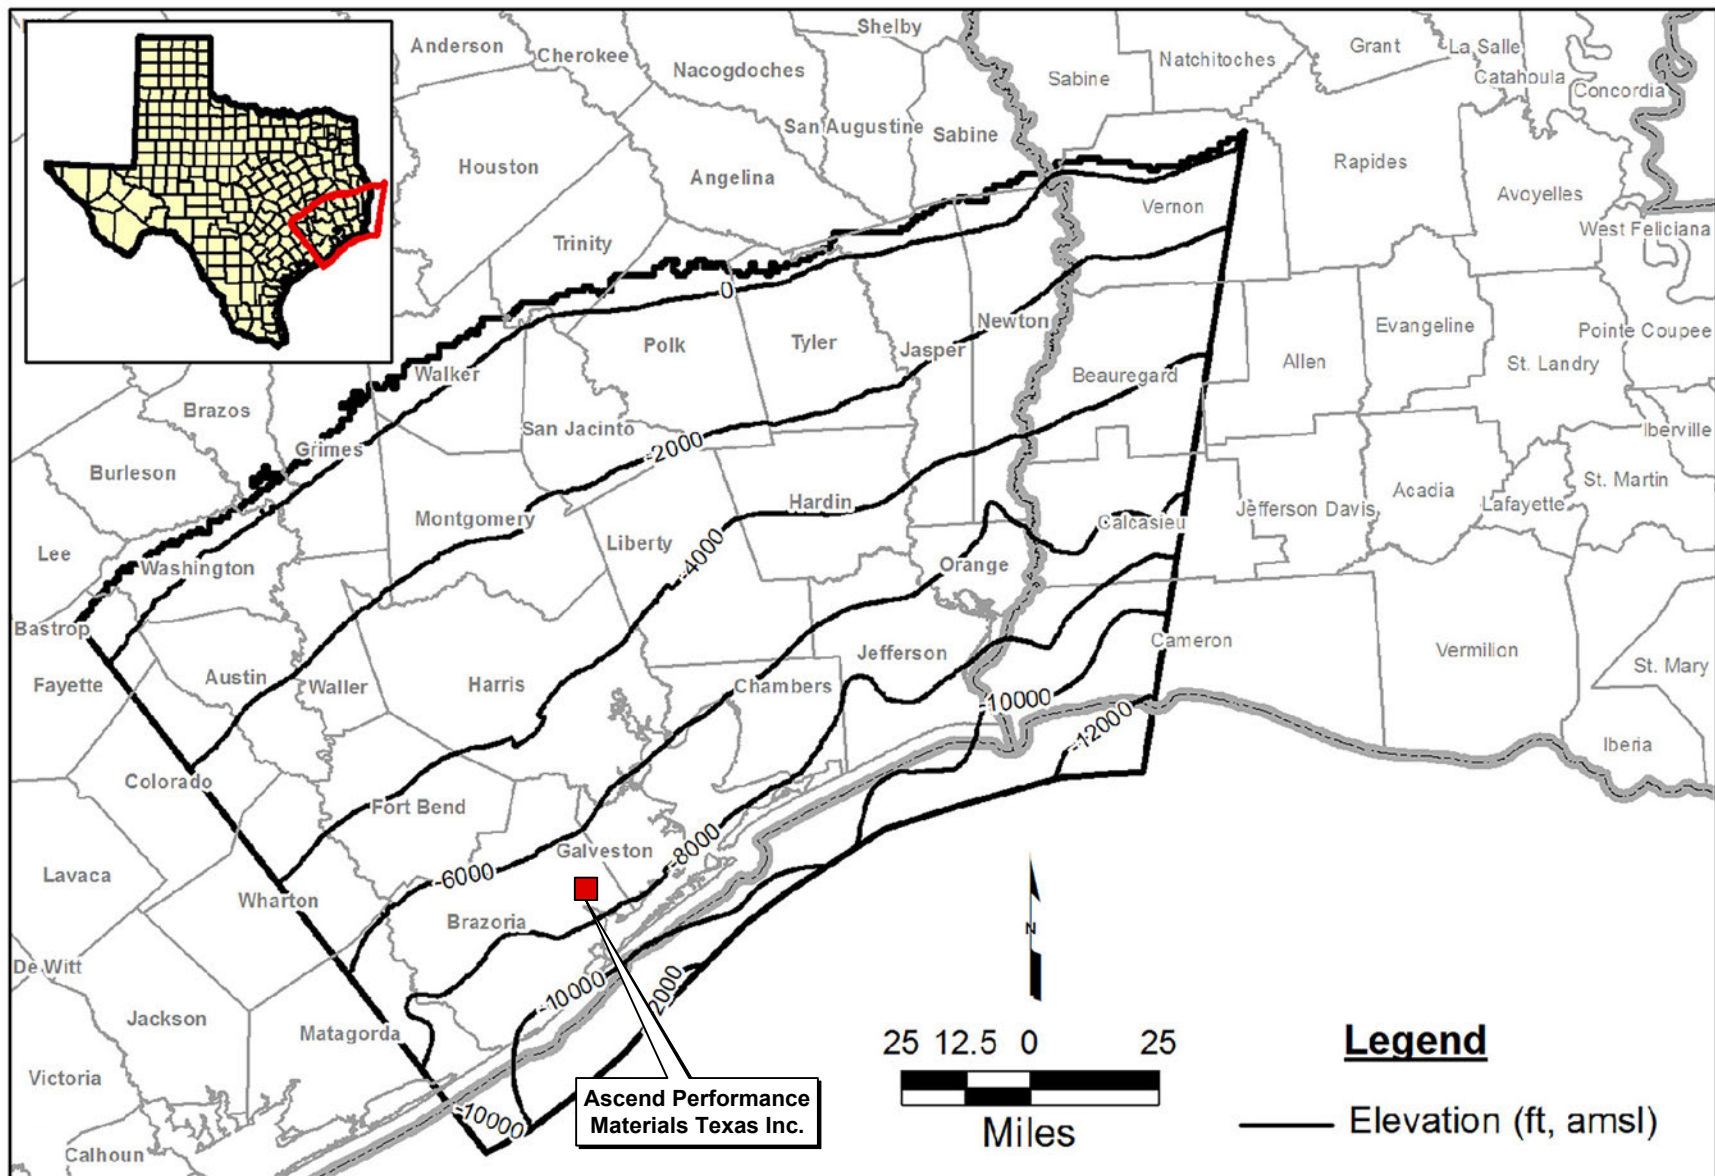 Shelby
Anderson
Cherokee
Nacogdoches
Sabine
Natchitoches
Grant
La Salle
Catahoula
Concordia
San Augustine
Sabine
Houston
Angelina
Rapides
Avoyelles
Vernon
West Feliciana
Trinity
0
Newton
Evangeline
Pointe Coupee
Polk
Tyler
Jasper
Allen
St. Landry
Walker
Beauregard
Brazos
San Jacinto
Iberville
Grimes
-2000
Burleson
St. Martin
Hardin
Acadia
Lafayette
Jefferson Davis
Montgomery
Calcasieu
Lee
Liberty
-4000
Washington
Orange
Bastrop
Cameron
Jefferson
Vermilion
St. Mary
Fayette
Austin
Waller
Harris
Chambers
-10000
-12000
Iberia
Colorado
Fort Bend
Galveston
-8000
Lavaca
-6000
Wharton
Brazoria
De Witt
N
-10000
2000
Jackson
Matagorda
Victoria
-10000
Calhoun
Ascend Performance
Materials Texas Inc.
25 12.5 0 25
Miles
Legend
Elevation (ft, amsl)